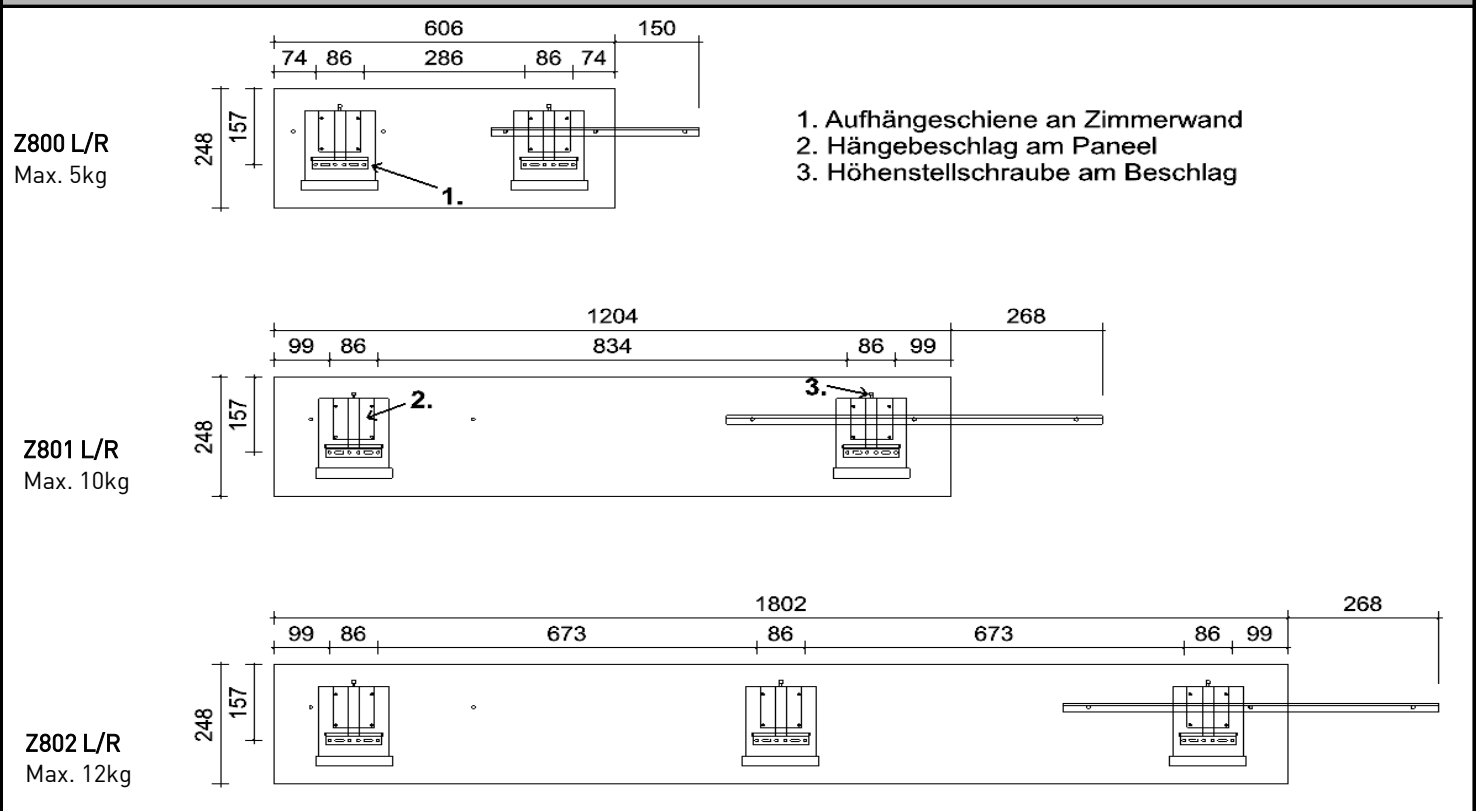 606 150
74 86 286 86 74
248 157
Z800 L/R
Max. 5kg
1.
1. Aufhängeschiene an Zimmerwand
2. Hängebeschlag am Paneel
3. Höhenstellschraube am Beschlag
1204 268
99 86 834 86 99
248 157
2. 3.
Z801 L/R
Max. 10kg
1802 268
99 86 673 86 673 86 99
248 157
Z802 L/R
Max. 12kg